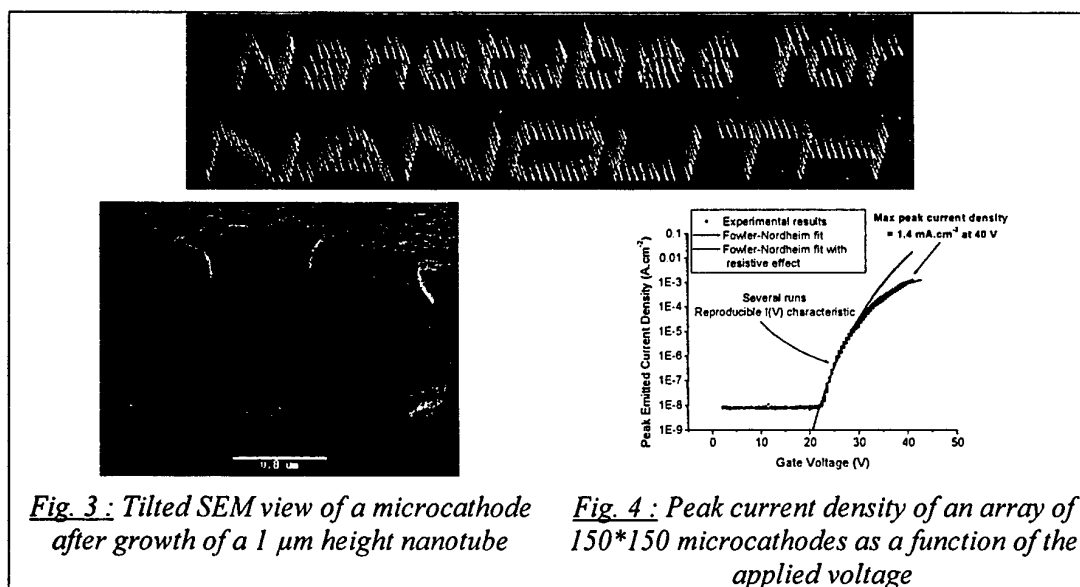 Nanotubes for
NANOLITH
0.8 um
Fig. 3 : Tilted SEM view of a microcathode
after growth of a 1 µm height nanotube
Experimental results
Fowler-Nordheim fit
Fowler-Nordheim fit with
resistive effect
Max peak current density
= 1,4 mA.cm⁻² at 40 V
Several runs
Reproducible I(V) characteristic
Peak Emitted Current Density (A.cm⁻²)
0.1
0.01
1E-3
1E-4
1E-5
1E-6
1E-7
1E-8
1E-9
0 10 20 30 40 50
Gate Voltage (V)
Fig. 4 : Peak current density of an array of
150*150 microcathodes as a function of the
applied voltage